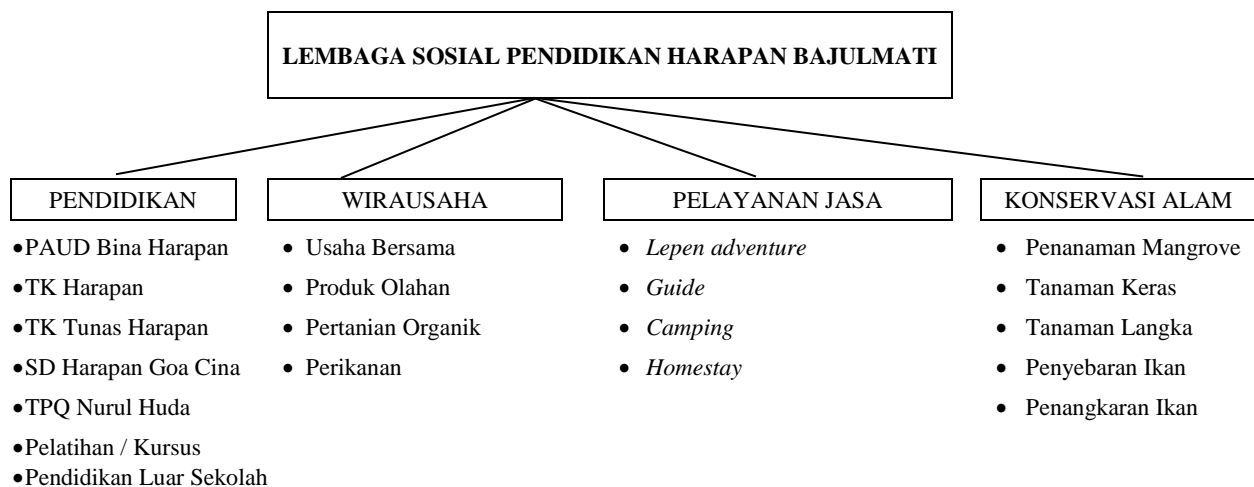 LEMBAGA SOSIAL PENDIDIKAN HARAPAN BAJULMATI
PENDIDIKAN
•PAUD Bina Harapan
•TK Harapan
•TK Tunas Harapan
•SD Harapan Goa Cina
•TPQ Nurul Huda
•Pelatihan / Kursus
•Pendidikan Luar Sekolah
WIRAUSAHA
• Usaha Bersama
• Produk Olahan
• Pertanian Organik
• Perikanan
PELAYANAN JASA
• Lepen adventure
• Guide
• Camping
• Homestay
KONSERVASI ALAM
• Penanaman Mangrove
• Tanaman Keras
• Tanaman Langka
• Penyebaran Ikan
• Penangkaran Ikan